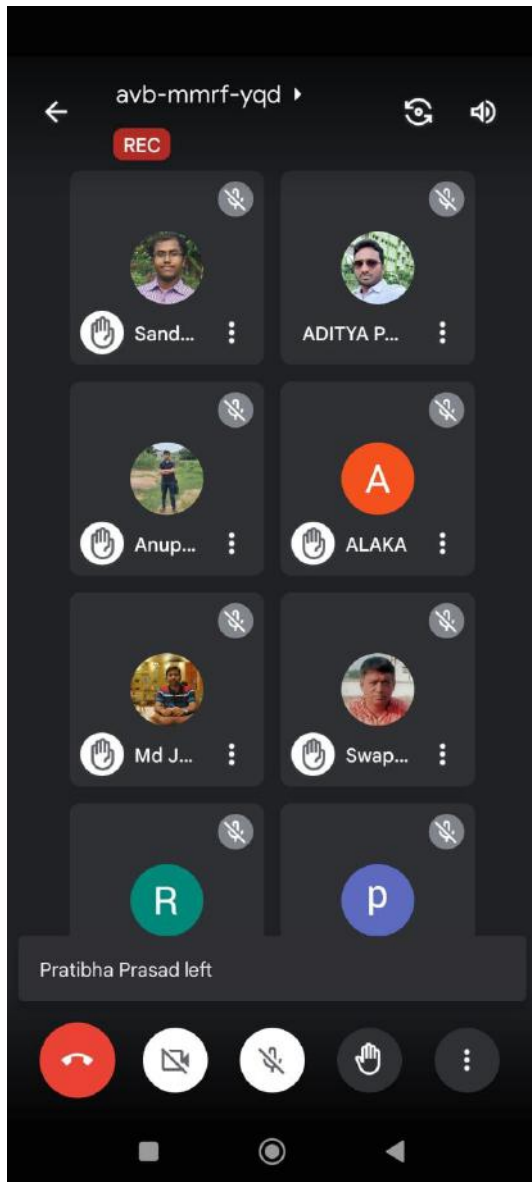 avb-mmrf-yqd
REC
Sand...
ADITYA P...
Anup...
A
ALAKA
Md J...
Swap...
R
p
Pratibha Prasad left